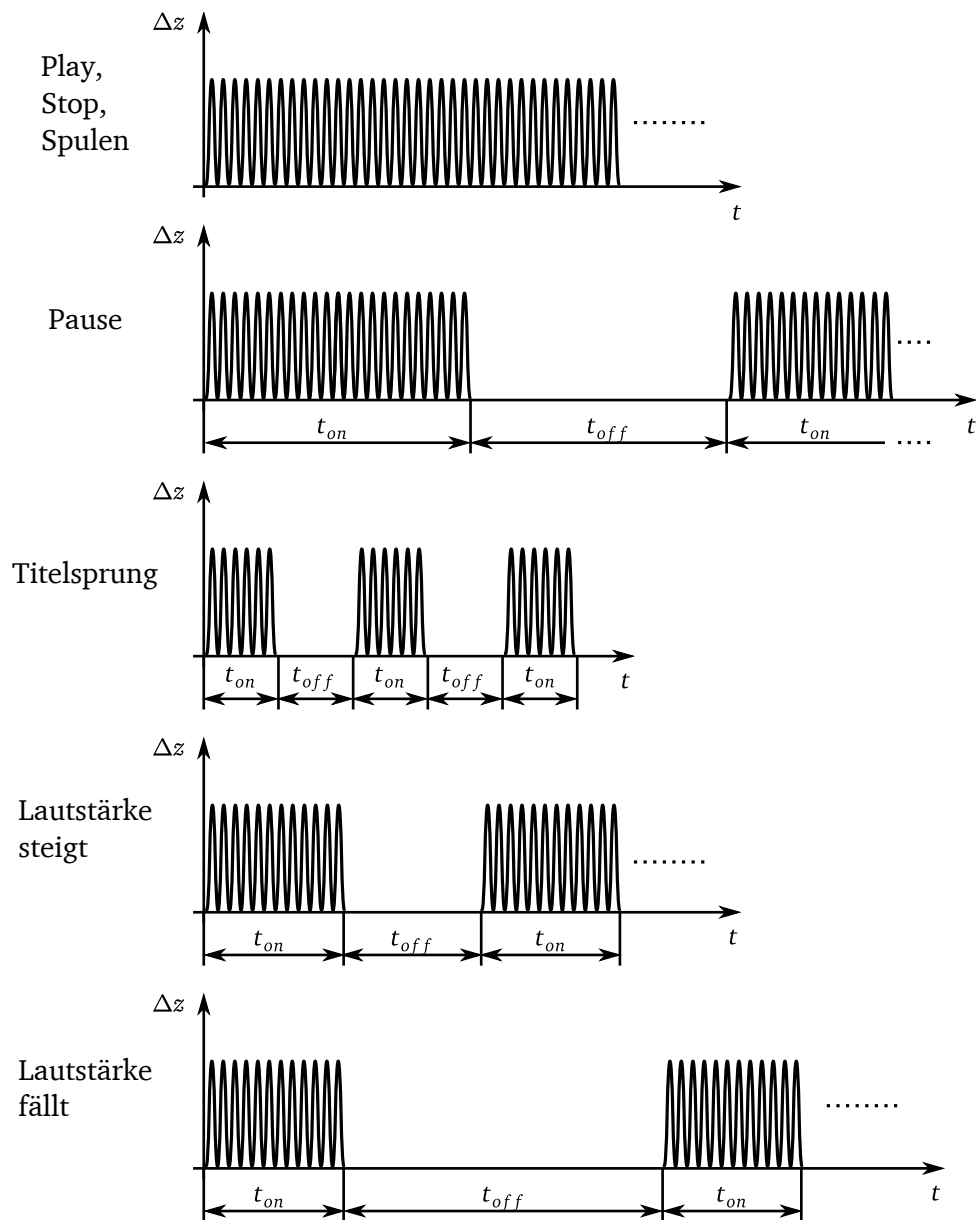 Δz
Play,
Stop,
Spulen
........
t
Δz
Pause
....
t_on t_off t_on ....
t
Δz
Titelsprung
t_on t_off t_on t_off t_on
t
Δz
Lautstärke
steigt
........
t_on t_off t_on
t
Δz
Lautstärke
fällt
........
t_on t_off t_on
t